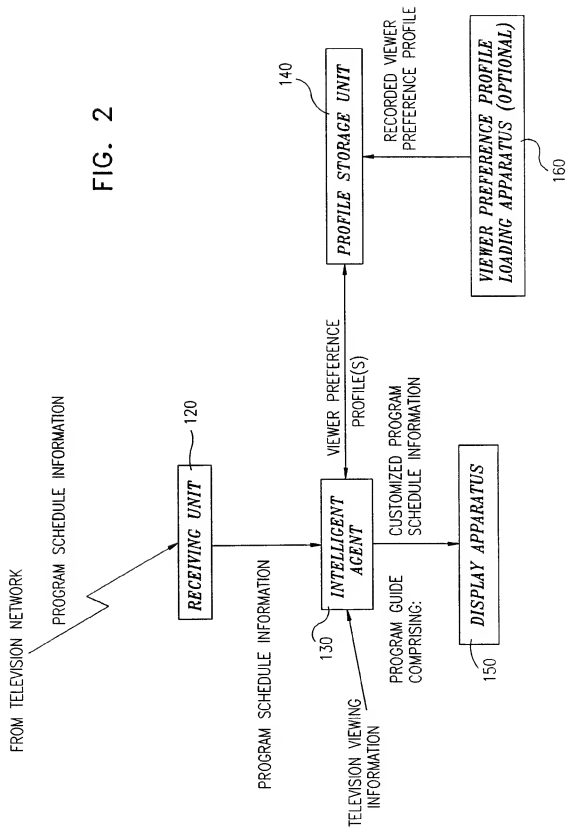 FIG. 2
FROM TELEVISION NETWORK
PROGRAM SCHEDULE INFORMATION
120
RECEIVING UNIT
PROGRAM SCHEDULE INFORMATION
TELEVISION VIEWING
INFORMATION
130
INTELLIGENT
AGENT
VIEWER PREFERENCE
PROFILE(S)
140
PROFILE STORAGE UNIT
RECORDED VIEWER
PREFERENCE PROFILE
VIEWER PREFERENCE PROFILE
LOADING APPARATUS (OPTIONAL)
160
PROGRAM GUIDE
COMPRISING:
CUSTOMIZED PROGRAM
SCHEDULE INFORMATION
DISPLAY APPARATUS
150